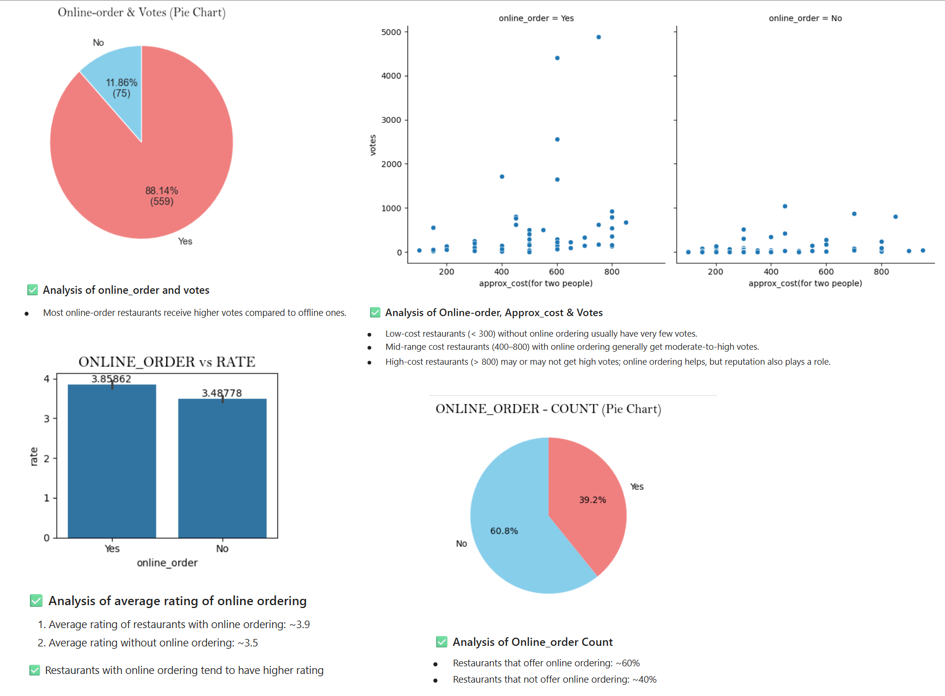 Online-order & Votes (Pie Chart)
No
11.86%
(75)
88.14%
(559)
Yes
✅ Analysis of online_order and votes
● Most online-order restaurants receive higher votes compared to offline ones.
online_order = Yes
online_order = No
votes
5000
4000
3000
2000
1000
0
200 400 600 800
approx_cost(for two people)
200 400 600 800
approx_cost(for two people)
✅ Analysis of Online-order, Approx_cost & Votes
● Low-cost restaurants (< 300) without online ordering usually have very few votes.
● Mid-range cost restaurants (400–800) with online ordering generally get moderate-to-high votes.
● High-cost restaurants (> 800) may or may not get high votes; online ordering helps, but reputation also plays a role.
ONLINE_ORDER vs RATE
3.85862
3.48778
rate
4
3
2
1
0
Yes No
online_order
✅ Analysis of average rating of online ordering
1. Average rating of restaurants with online ordering: ~3.9
2. Average rating without online ordering: ~3.5
✅ Restaurants with online ordering tend to have higher rating
ONLINE_ORDER - COUNT (Pie Chart)
Yes
39.2%
60.8%
No
✅ Analysis of Online_order Count
● Restaurants that offer online ordering: ~60%
● Restaurants that not offer online ordering: ~40%